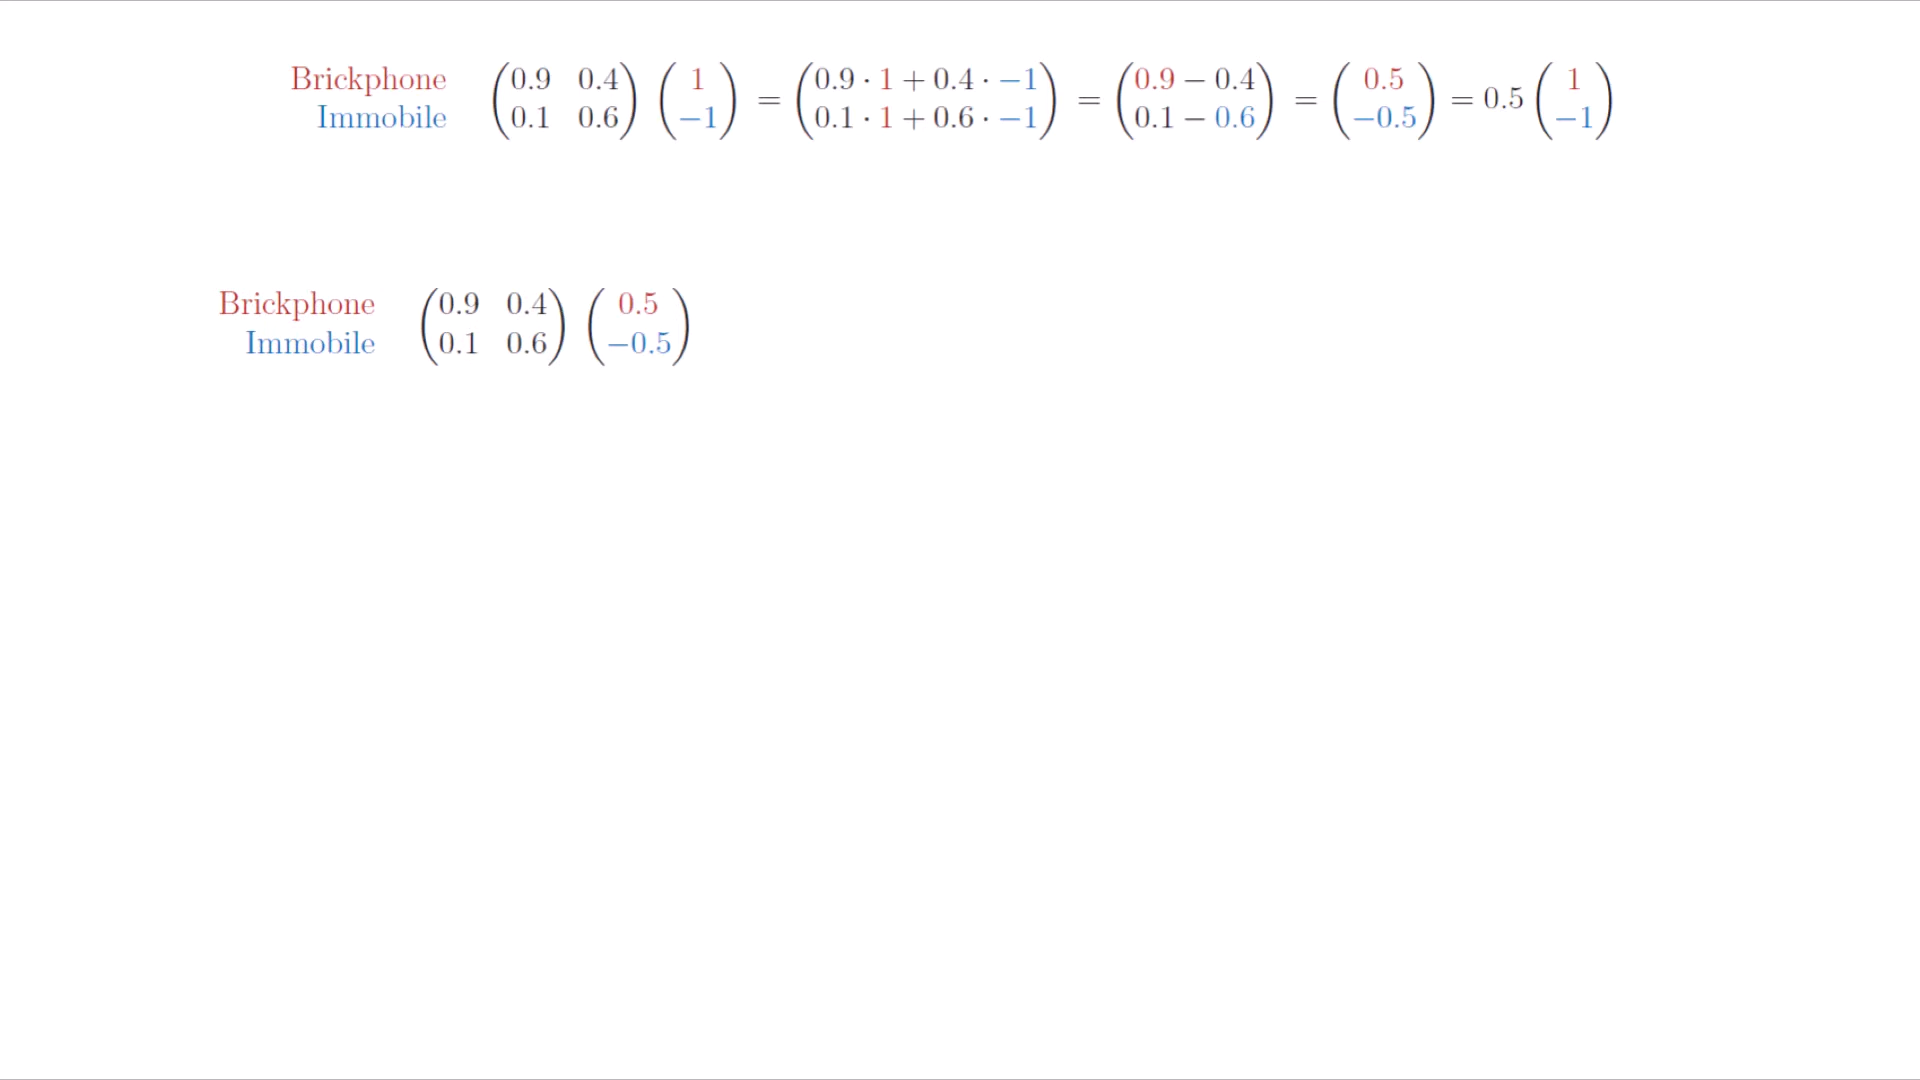 Brickphone (0.9 0.4) (1) = (0.9 · 1 + 0.4 · −1) = (0.9 − 0.4) = (0.5) = 0.5 (1)
Immobile (0.1 0.6) (−1) (0.1 · 1 + 0.6 · −1) (0.1 − 0.6) (−0.5) (−1)
Brickphone (0.9 0.4) (0.5)
Immobile (0.1 0.6) (−0.5)